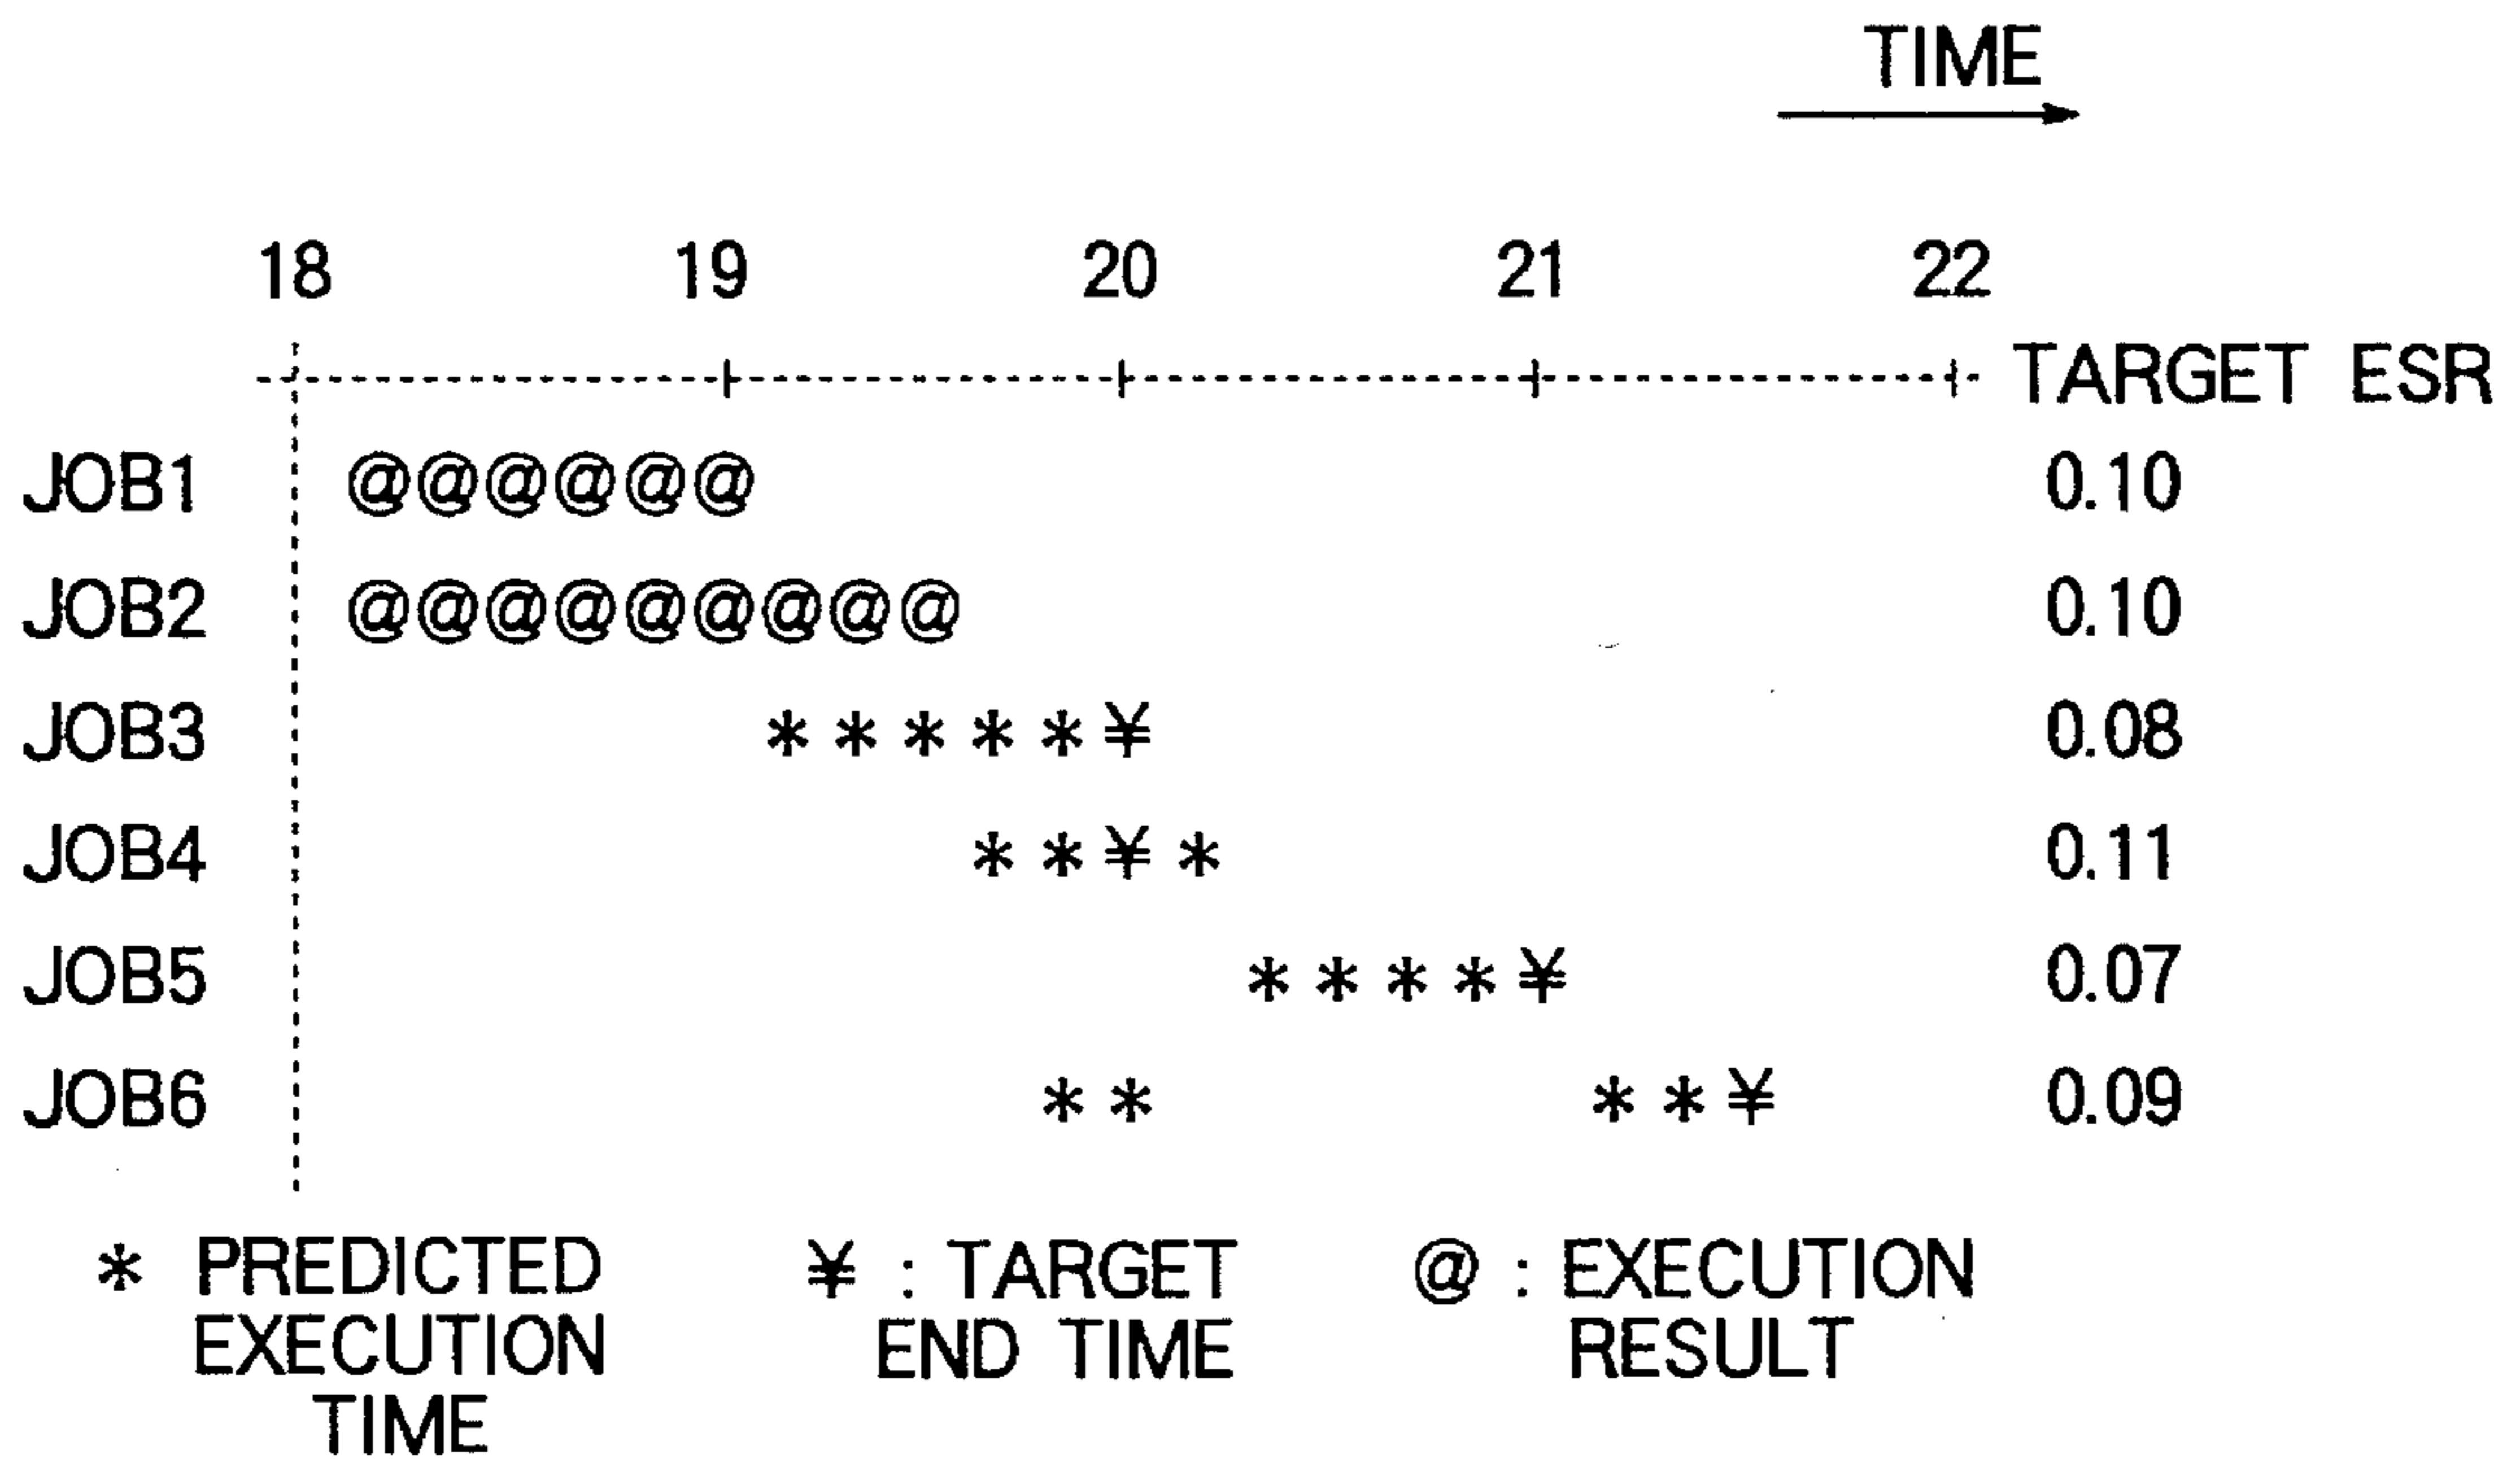 TIME
18 19 20 21 22
TARGET ESR
JOB1 @@@@@@ 0.10
JOB2 @@@@@@@@@ 0.10
JOB3 *****¥ 0.08
JOB4 **¥* 0.11
JOB5 ****¥ 0.07
JOB6 ** **¥ 0.09
* PREDICTED
EXECUTION
TIME
¥ : TARGET
END TIME
@ : EXECUTION
RESULT